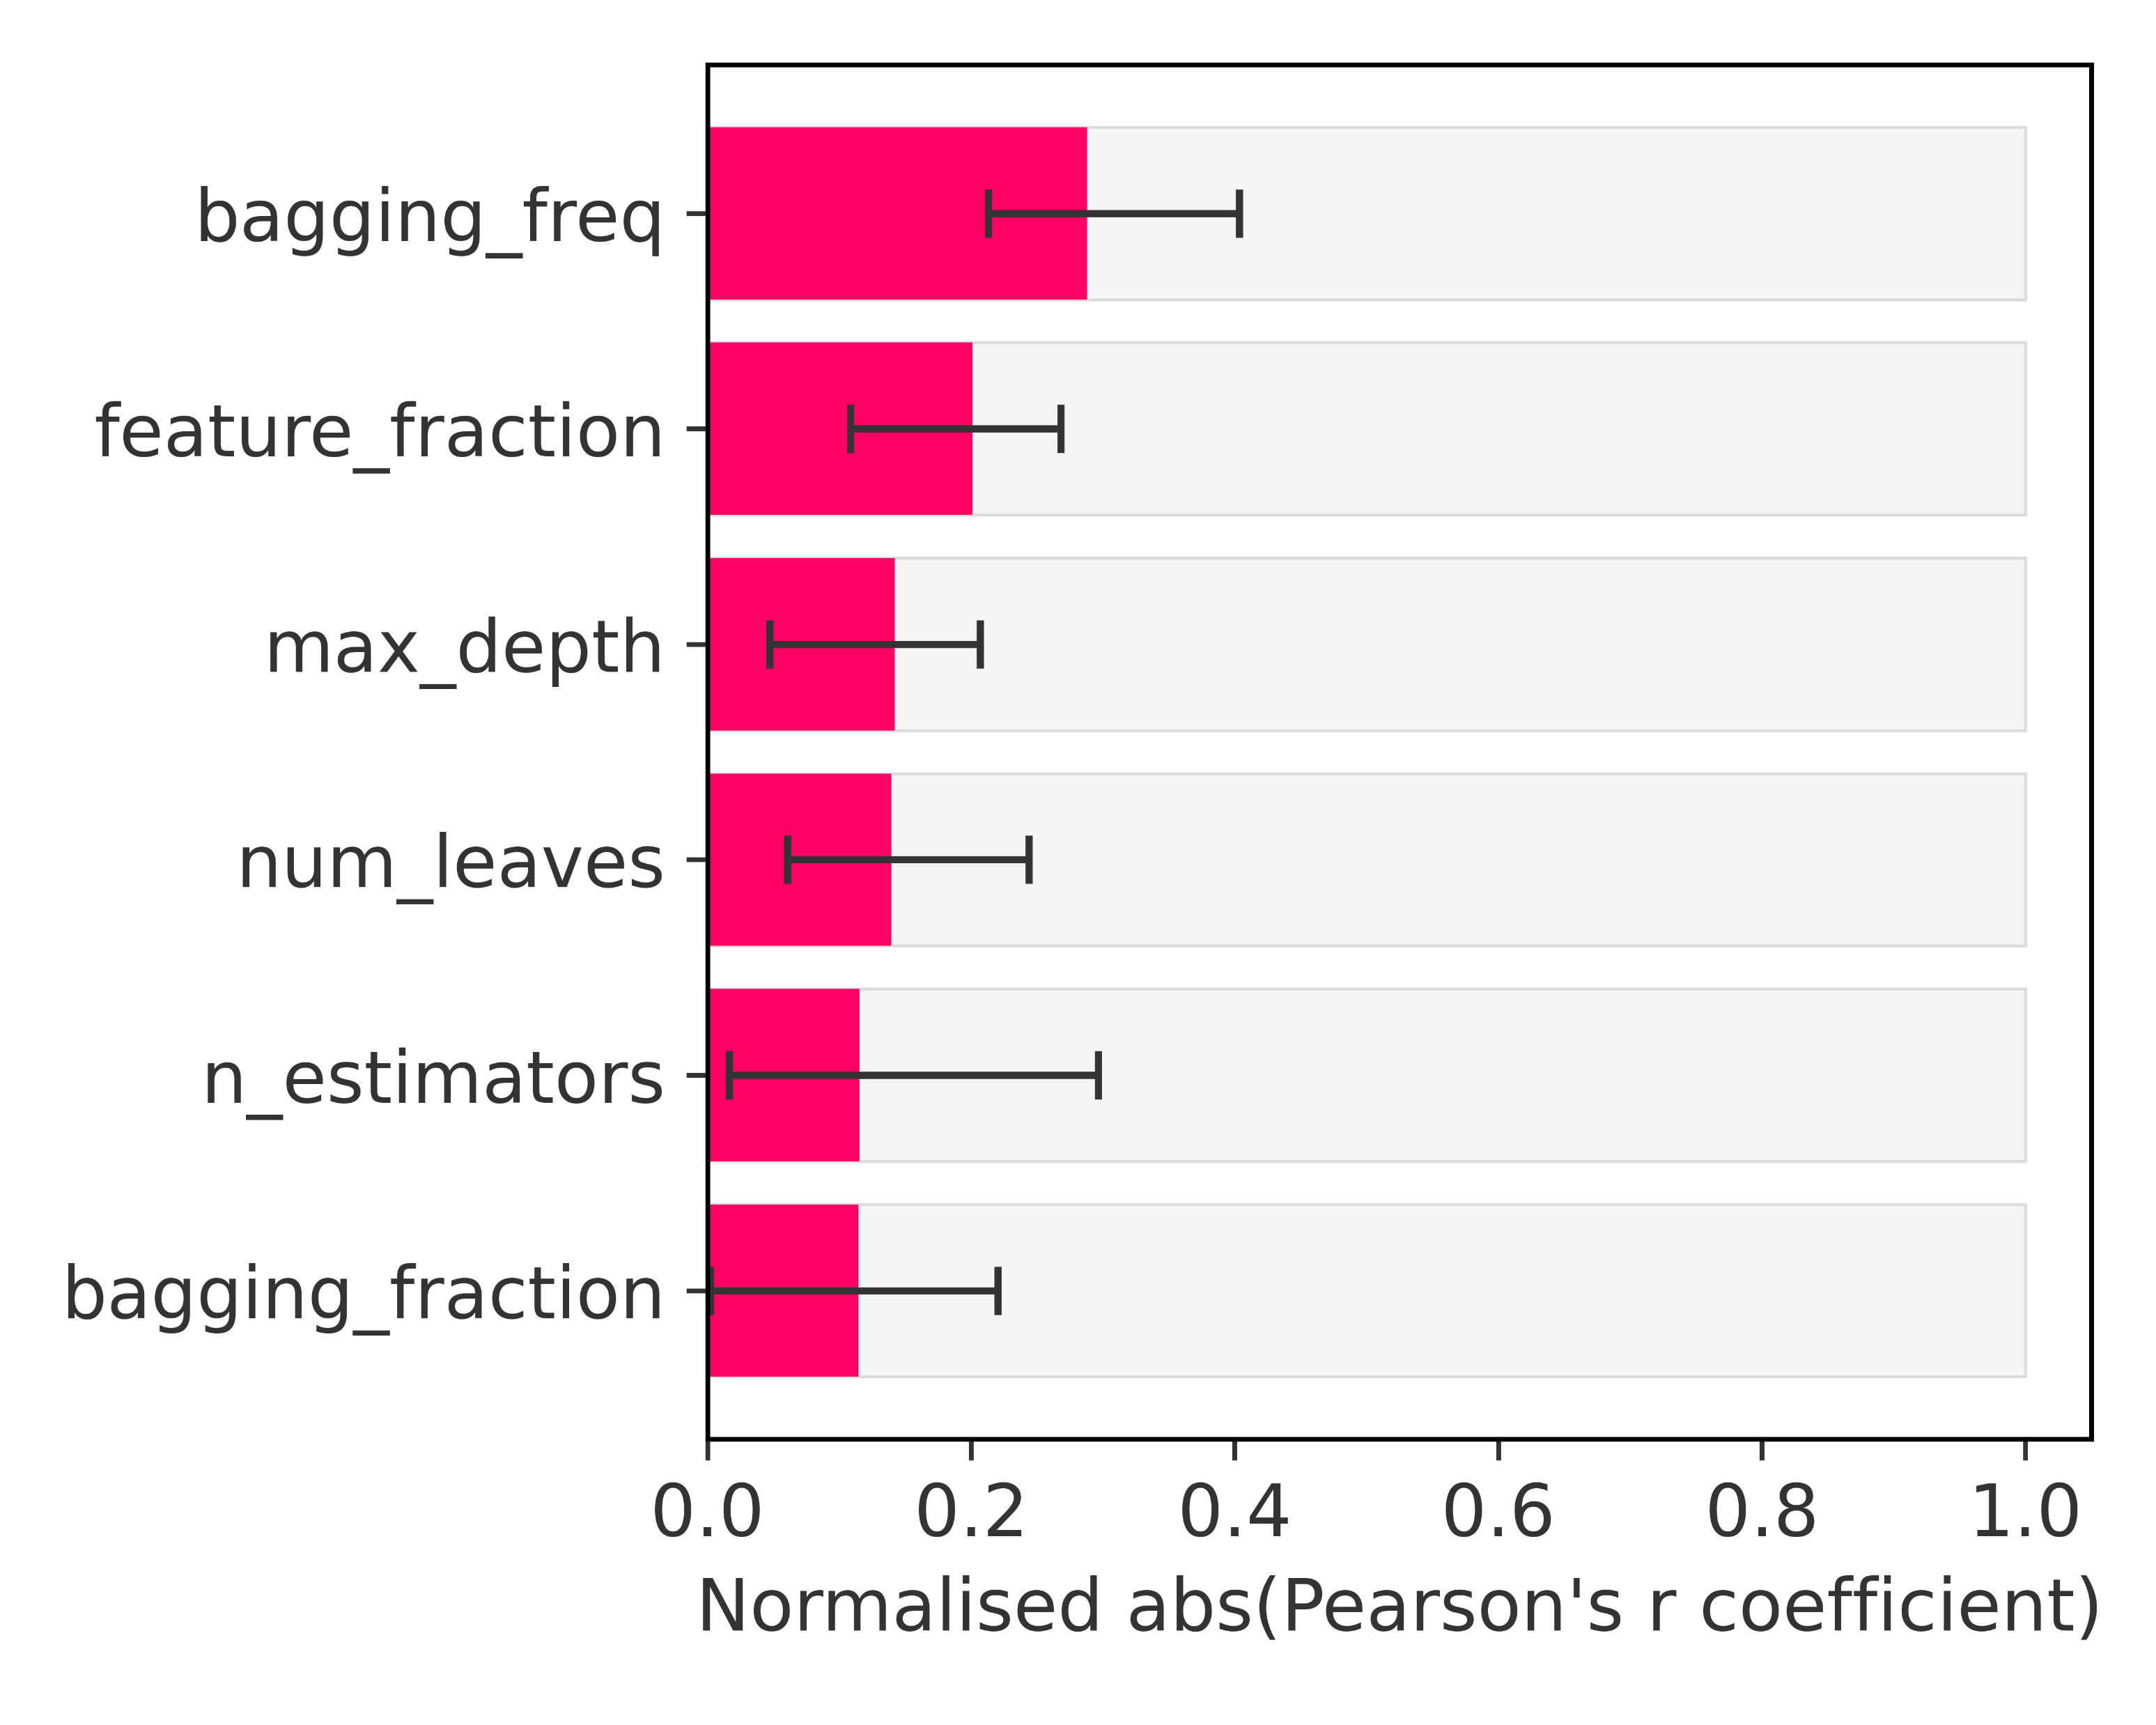 bagging_freq
feature_fraction
max_depth
num_leaves
n_estimators
bagging_fraction
0.0 0.2 0.4 0.6 0.8 1.0
Normalised abs(Pearson's r coefficient)